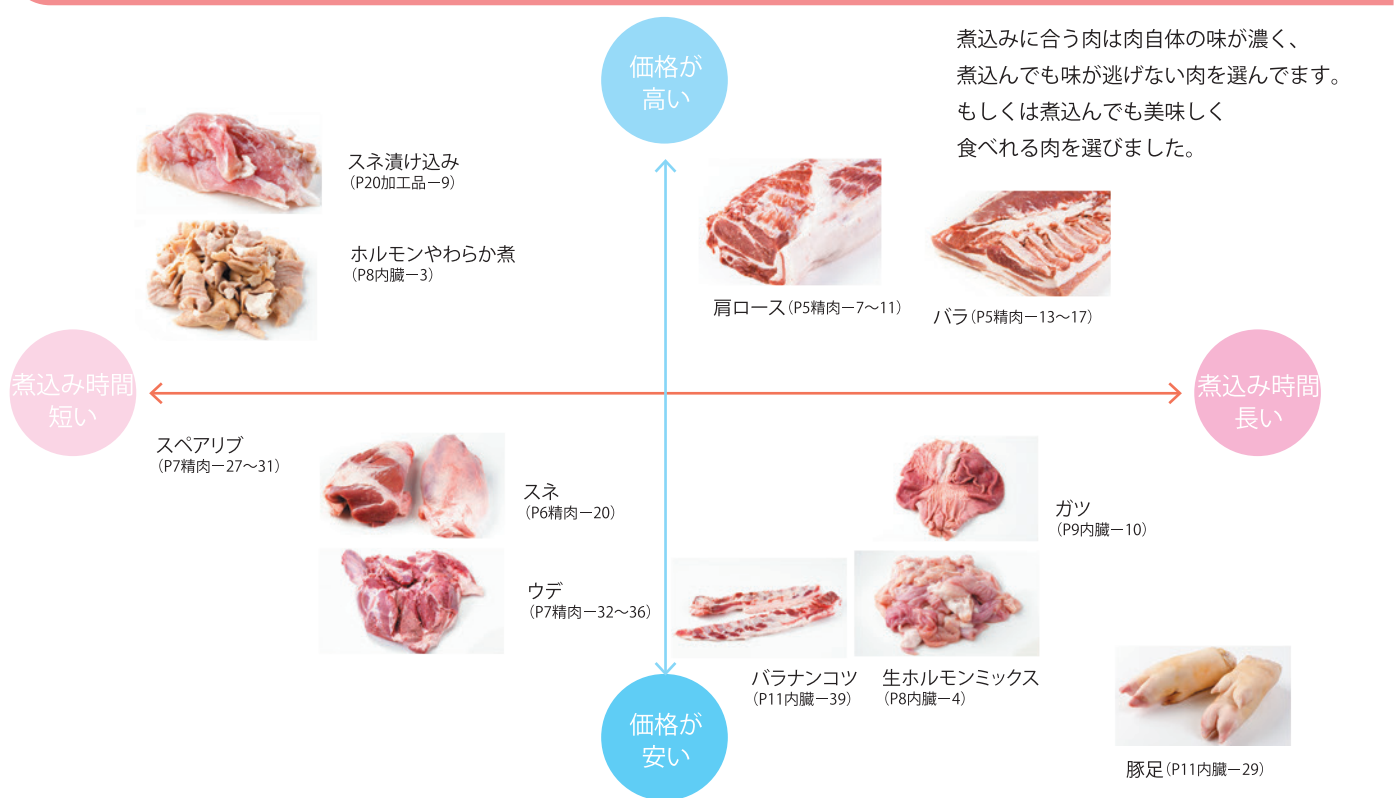 価格が
高い
煮込みに合う肉は肉自体の味が濃く、
煮込んでも味が逃げない肉を選んでます。
もしくは煮込んでも美味しく
食べれる肉を選びました。
スネ漬け込み
(P20加工品ー9)
ホルモンやわらか煮
(P8内臓ー3)
肩ロース(P5精肉ー7〜11)
バラ(P5精肉ー13〜17)
煮込み時間
短い
煮込み時間
長い
スペアリブ
(P7精肉ー27〜31)
スネ
(P6精肉ー20)
ウデ
(P7精肉ー32〜36)
ガツ
(P9内臓ー10)
バラナンコツ
(P11内臓ー39)
生ホルモンミックス
(P8内臓ー4)
価格が
安い
豚足(P11内臓ー29)